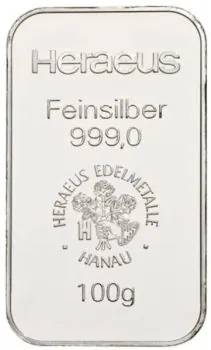 Heraeus
Feinsilber
999,0
HERAEUS EDELMETALLE
H
HANAU
100g